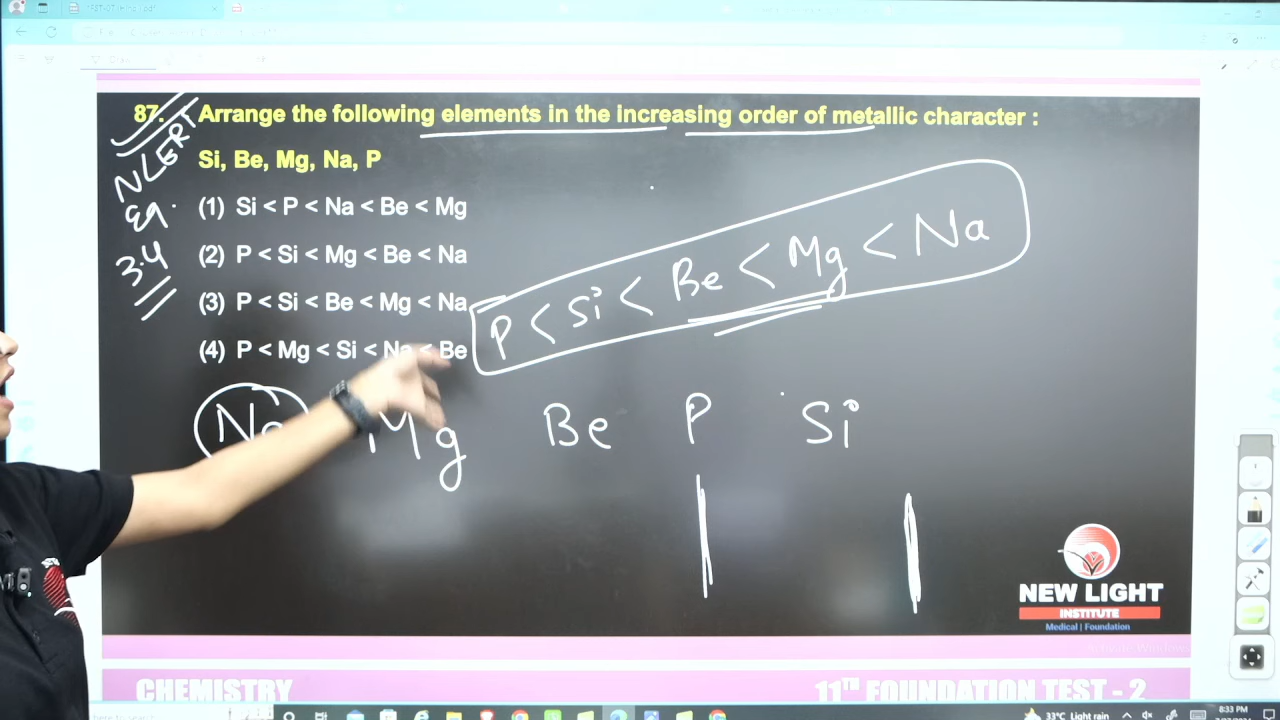 87. Arrange the following elements in the increasing order of metallic character :
Si, Be, Mg, Na, P
(1) Si < P < Na < Be < Mg
(2) P < Si < Mg < Be < Na
(3) P < Si < Be < Mg < Na
(4) P < Mg < Si < Na < Be
3.4
P < Si < Be < Mg < Na
Na Mg Be P Si
NEW LIGHT
INSTITUTE
Medical | Foundation
CHEMISTRY
11TH FOUNDATION TEST - 2
33°C Light rain
8:33 PM